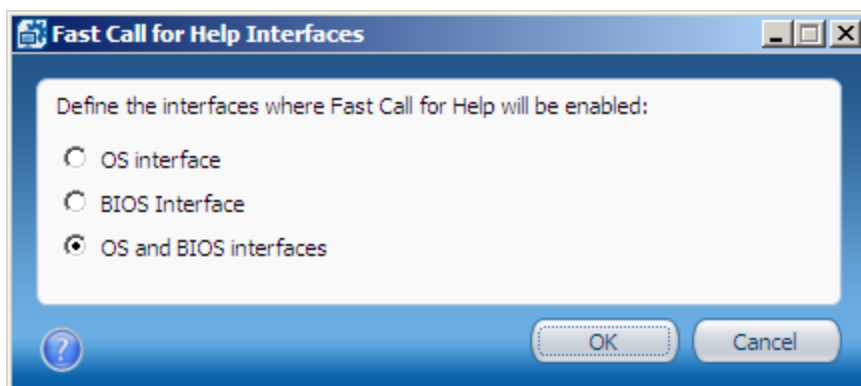 Fast Call for Help Interfaces
Define the interfaces where Fast Call for Help will be enabled:
OS interface
BIOS Interface
OS and BIOS interfaces
?
OK
Cancel